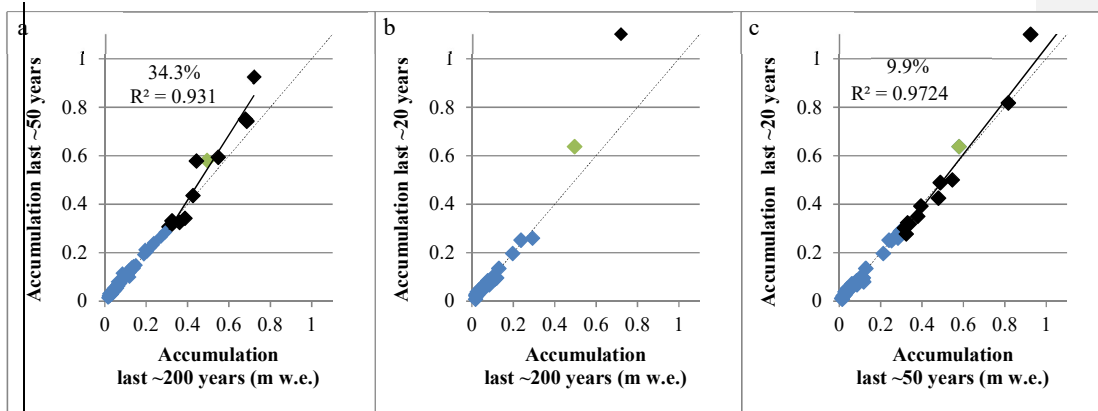 a
Accumulation last ~50 years
1
0.8
0.6
0.4
0.2
0
34.3%
R² = 0.931
0 0.2 0.4 0.6 0.8 1
Accumulation
last ~200 years (m w.e.)
b
Accumulation last ~20 years
1
0.8
0.6
0.4
0.2
0
0 0.2 0.4 0.6 0.8 1
Accumulation
last ~200 years (m w.e.)
c
Accumulation last ~20 years
1
0.8
0.6
0.4
0.2
0
9.9%
R² = 0.9724
0 0.2 0.4 0.6 0.8 1
Accumulation
last ~50 years (m w.e.)